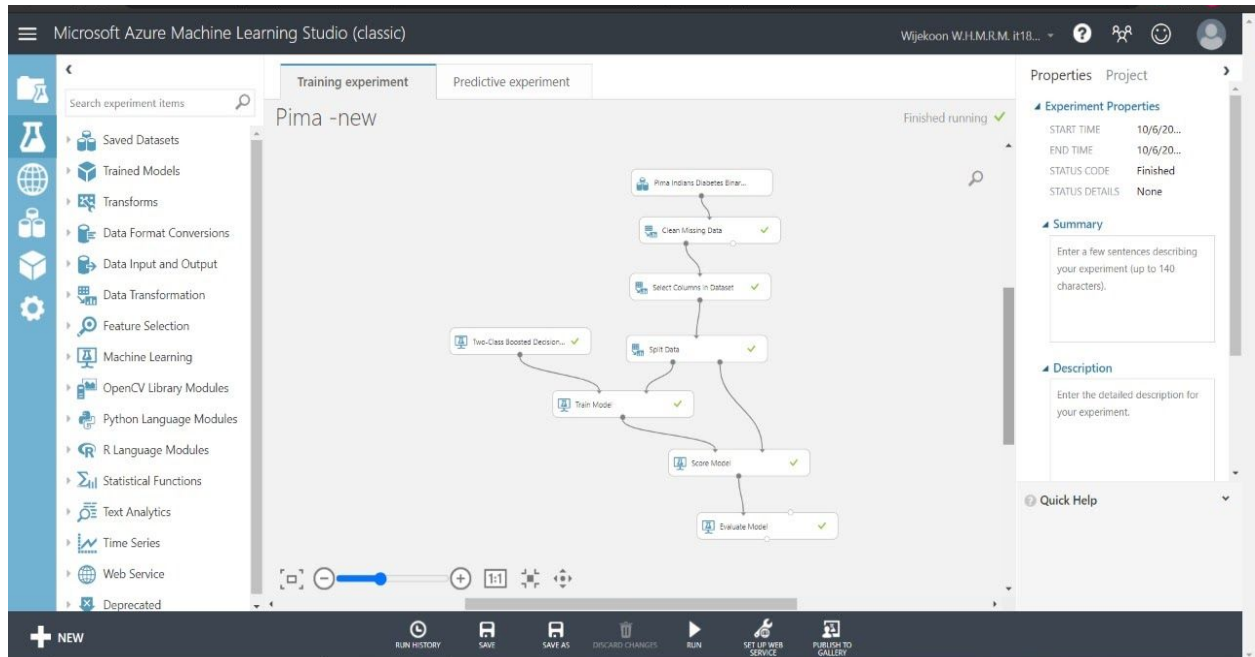 Microsoft Azure Machine Learning Studio (classic)
Wijekoon W.H.M.R.M. it18...
Search experiment items
Saved Datasets
Trained Models
Transforms
Data Format Conversions
Data Input and Output
Data Transformation
Feature Selection
Machine Learning
OpenCV Library Modules
Python Language Modules
R Language Modules
Statistical Functions
Text Analytics
Time Series
Web Service
Deprecated
Training experiment
Predictive experiment
Pima -new
Finished running
Pima Indians Diabetes Binar...
Clean Missing Data
Select Columns in Dataset
Two-Class Boosted Decision...
Split Data
Train Model
Score Model
Evaluate Model
1:1
Properties Project
Experiment Properties
START TIME 10/6/20...
END TIME 10/6/20...
STATUS CODE Finished
STATUS DETAILS None
Summary
Enter a few sentences describing
your experiment (up to 140
characters).
Description
Enter the detailed description for
your experiment.
Quick Help
NEW
RUN HISTORY
SAVE
SAVE AS
DISCARD CHANGES
RUN
SET UP WEB
SERVICE
PUBLISH TO
GALLERY